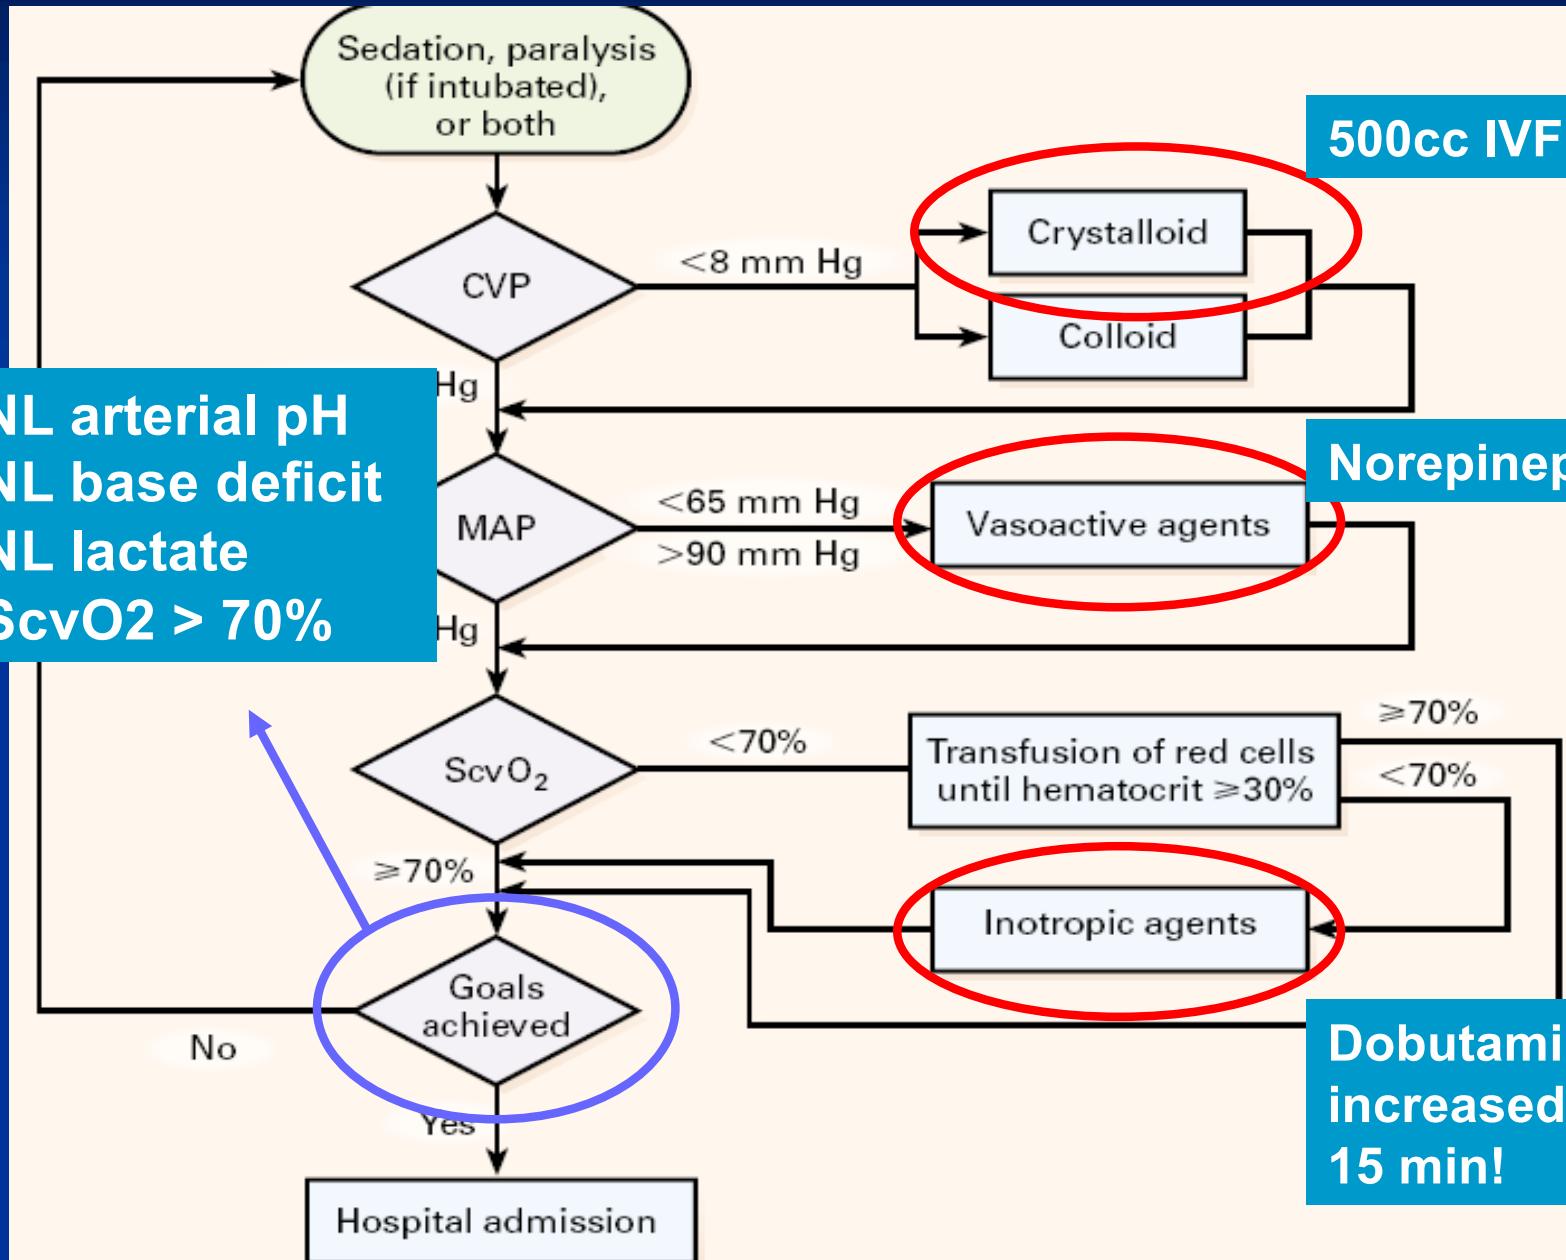 Sedation, paralysis
(if intubated),
or both
500cc IVF
Crystalloid
<8 mm Hg
CVP
Colloid
Hg
NL arterial pH
NL base deficit
NL lactate
ScvO2 > 70%
Norepinep
<65 mm Hg
MAP
Vasoactive agents
>90 mm Hg
Hg
≥70%
<70%
Transfusion of red cells
until hematocrit ≥30%
<70%
ScvO₂
≥70%
Inotropic agents
Goals
achieved
No
Dobutami
increased
15 min!
Yes
Hospital admission